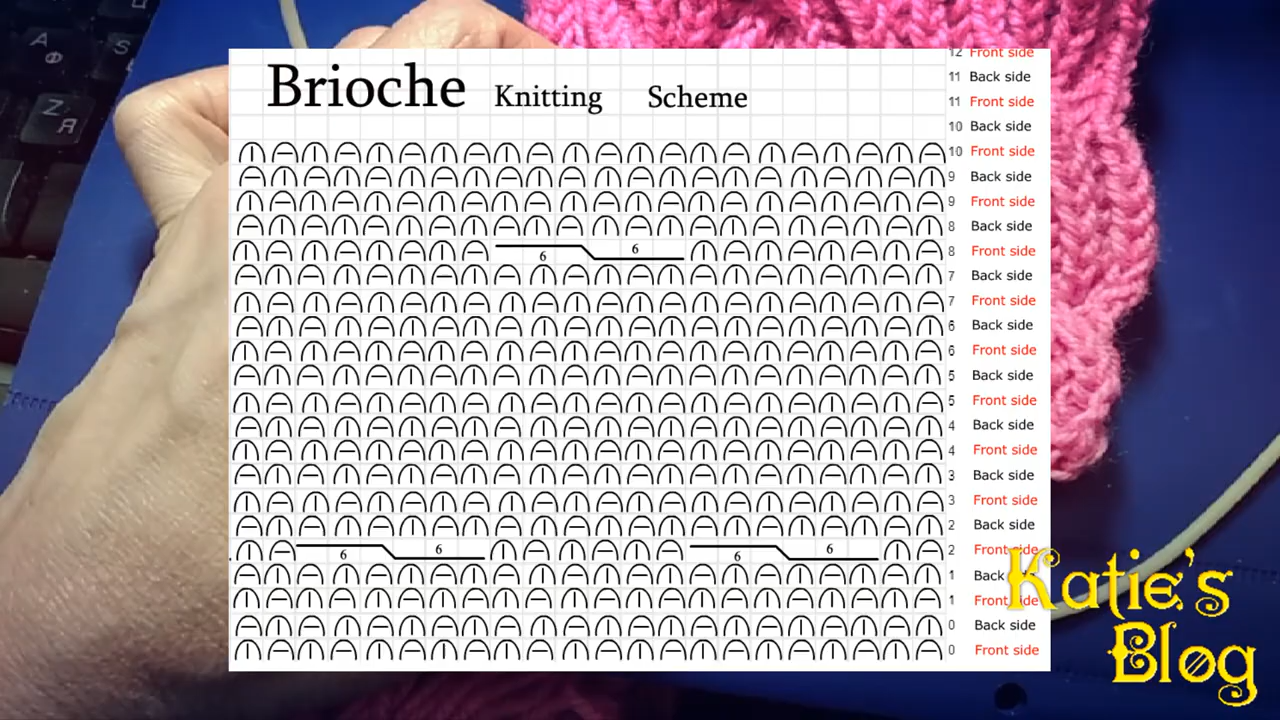 A
Ф
S
Z
Я
Brioche Knitting Scheme
12 Front side
11 Back side
11 Front side
10 Back side
10 Front side
9 Back side
9 Front side
8 Back side
6 6 8 Front side
7 Back side
7 Front side
6 Back side
6 Front side
5 Back side
5 Front side
4 Back side
4 Front side
3 Back side
3 Front side
2 Back side
6 6 6 6 2 Front side
1 Back side
1 Front side
0 Back side
0 Front side
Katie's
Blog